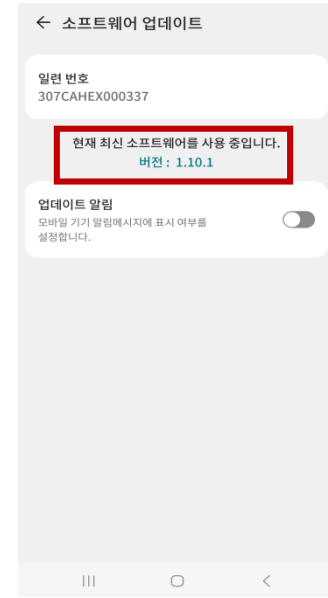 ← 소프트웨어 업데이트
일련 번호
307CAHEX000337
현재 최신 소프트웨어를 사용 중입니다.
버전 : 1.10.1
업데이트 알림
모바일 기기 알림메시지에 표시 여부를
설정합니다.